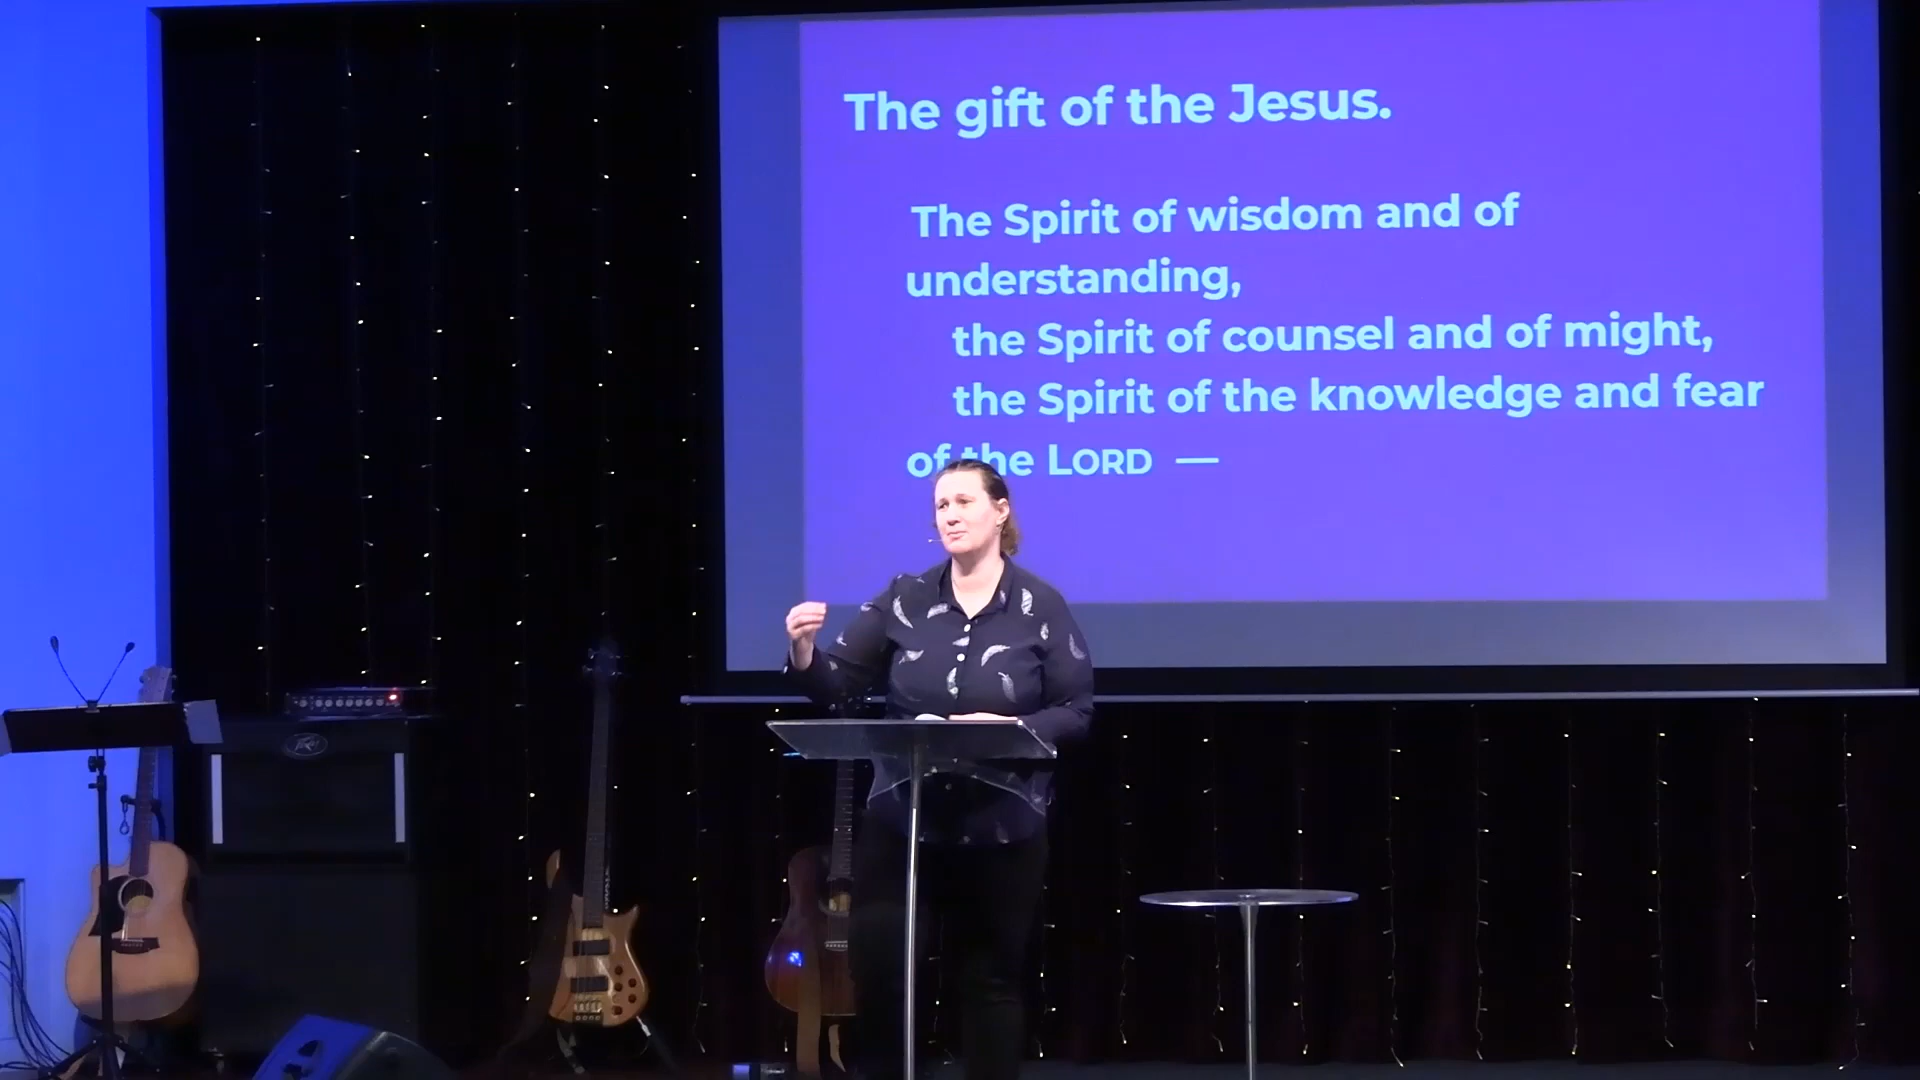 The gift of the Jesus.
The Spirit of wisdom and of
understanding,
the Spirit of counsel and of might,
the Spirit of the knowledge and fear
of the LORD —